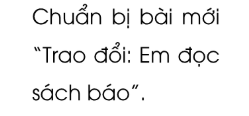 Chuẩn bị bài mới
“Trao đổi: Em đọc
sách báo”.